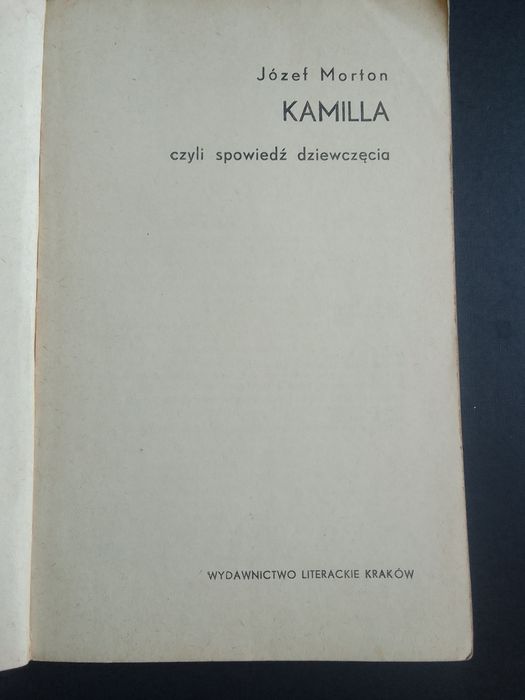 Józef Morton
KAMILLA
czyli spowiedź dziewczęcia
WYDAWNICTWO LITERACKIE KRAKÓW